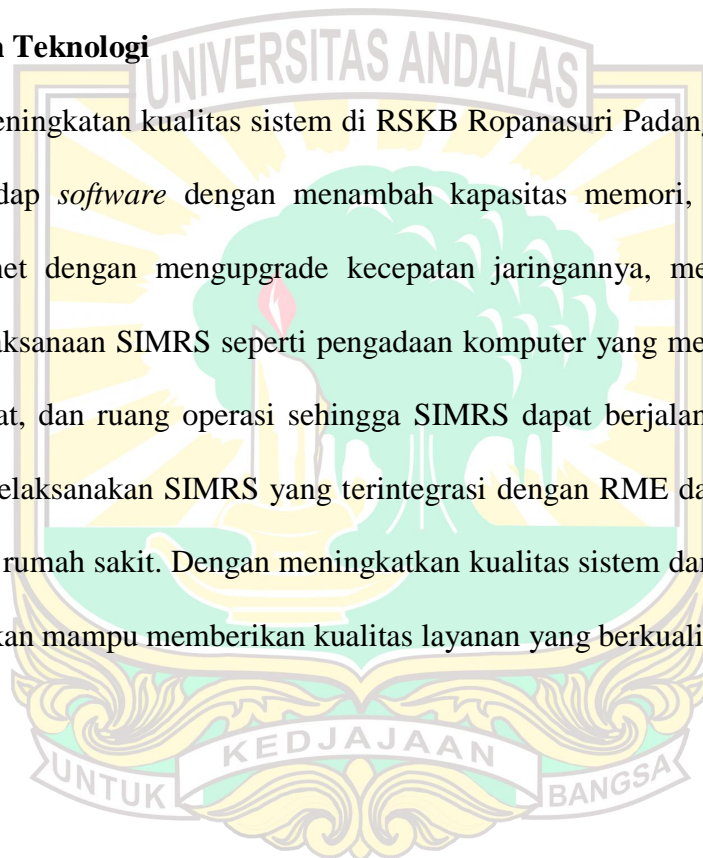 n Teknologi
UNIVERSITAS ANDALAS
eningkatan kualitas sistem di RSKB Ropanasuri Padang
dap software dengan menambah kapasitas memori,
net dengan mengupgrade kecepatan jaringannya, me
aksanaan SIMRS seperti pengadaan komputer yang me
at, dan ruang operasi sehingga SIMRS dapat berjalan
elaksanakan SIMRS yang terintegrasi dengan RME da
rumah sakit. Dengan meningkatkan kualitas sistem dan
kan mampu memberikan kualitas layanan yang berkuali
UNTUK KEDJAJAAN BANGSA